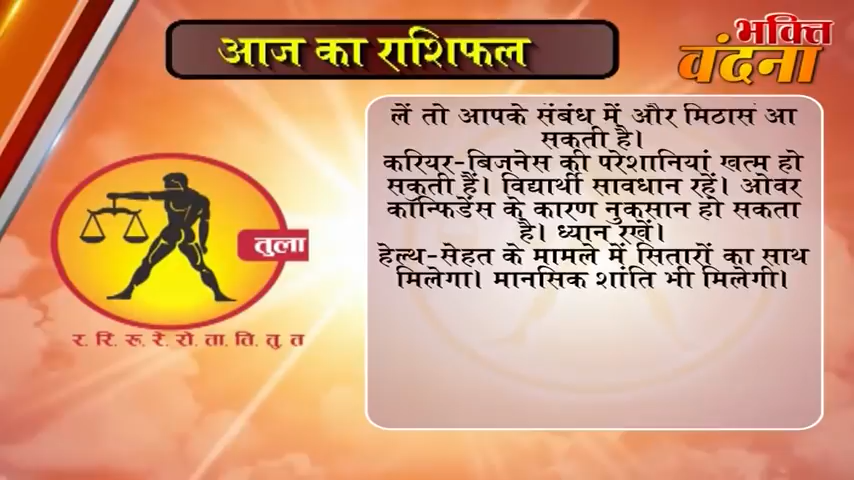 आज का राशिफल
भक्ति
वंदना
लें तो आपके संबंध में और मिठास आ
सकती है।
करियर-बिजनेस की परेशानियां खत्म हो
सकती हैं। विद्यार्थी सावधान रहें। ओवर
कॉन्फिडेंस के कारण नुकसान हो सकता
है। ध्यान रखें।
हेल्थ-सेहत के मामले में सितारों का साथ
मिलेगा। मानसिक शांति भी मिलेगी।
तुला
र. रि. रू. रे. रो. ता. ति. तु. त